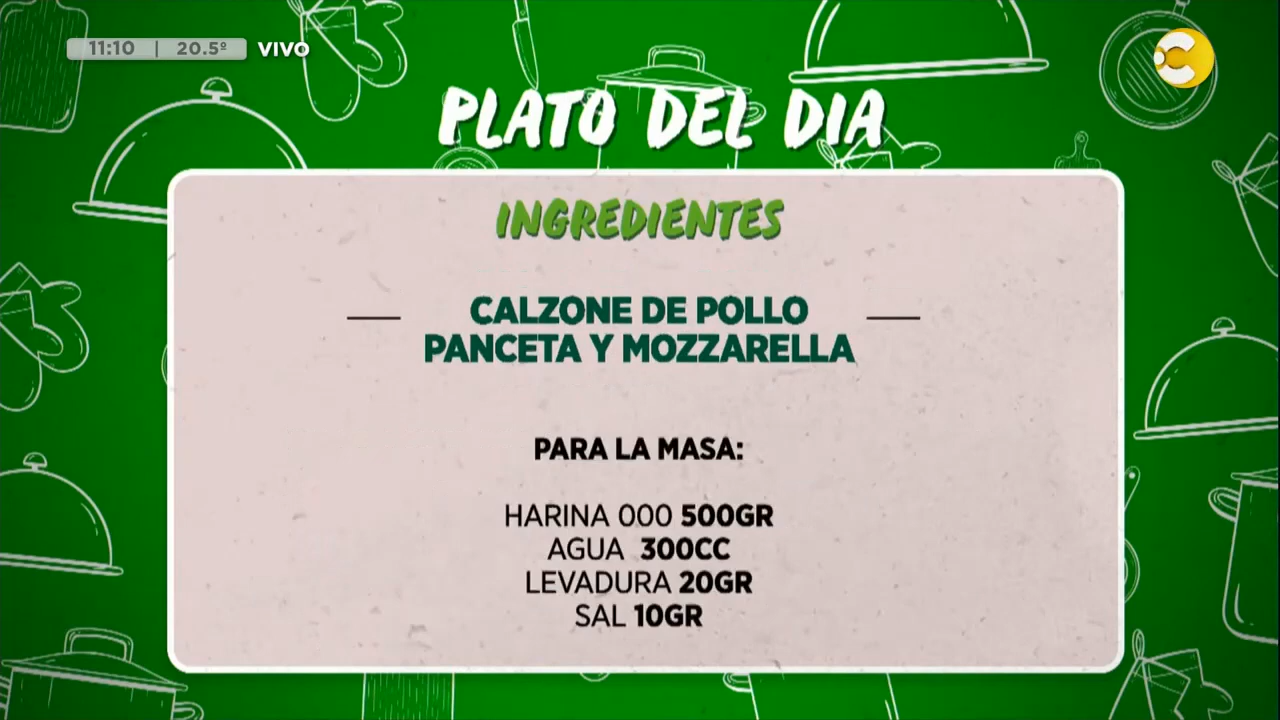 11:10 | 20.5º VIVO
PLATO DEL DIA
INGREDIENTES
CALZONE DE POLLO
PANCETA Y MOZZARELLA
PARA LA MASA:
HARINA 000 500GR
AGUA 300CC
LEVADURA 20GR
SAL 10GR